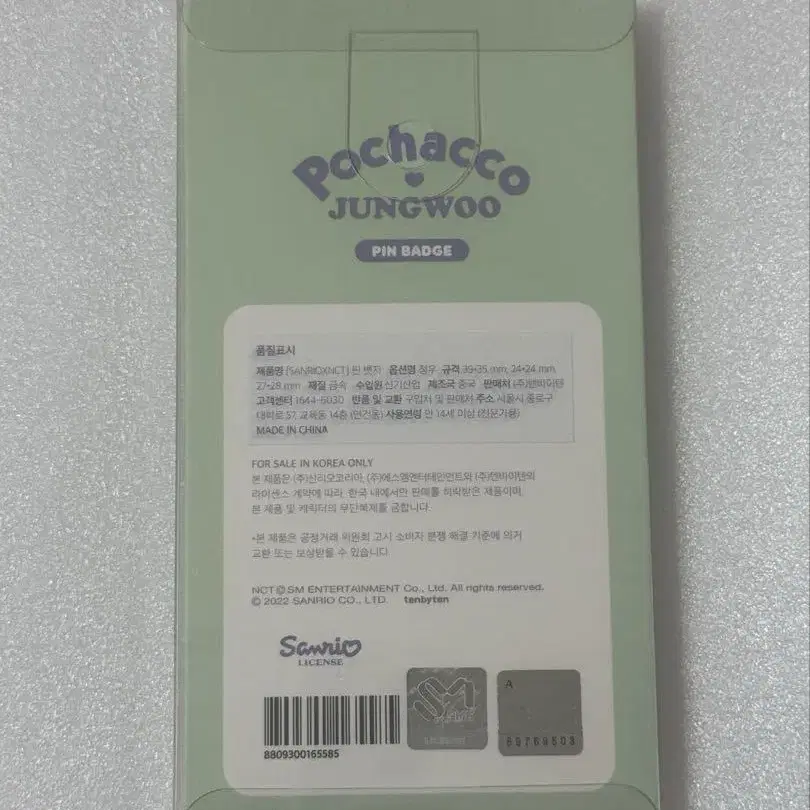 Pochacco
JUNGWOO
PIN BADGE
품질표시
제품명 [SANRIOXNCT] 핀 뱃지 옵션명 정우 규격 39*35 mm, 24*24 mm,
27*28 mm 재질 금속 수입원 신기산업 제조국 중국 판매처 (주)텐바이텐
고객센터 1644-6030 반품 및 교환 구입처 및 판매처 주소 서울시 종로구
대학로 57, 교육동 14층 (연건동) 사용연령 만 14세 이상 (전문가용)
MADE IN CHINA
FOR SALE IN KOREA ONLY
본 제품은 (주)산리오코리아, (주)에스엠엔터테인먼트와 (주)텐바이텐의
라이센스 계약에 따라, 한국 내에서만 판매를 허락받은 제품이며,
본 제품 및 캐릭터의 무단복제를 금합니다.
*본 제품은 공정거래 위원회 고시 소비자 분쟁 해결 기준에 의거
교환 또는 보상받을 수 있습니다.
NCT © SM ENTERTAINMENT Co., Ltd. All rights reserved.
© 2022 SANRIO CO., LTD. tenbyten
Sanrio
LICENSE
SM
A
8809300165585